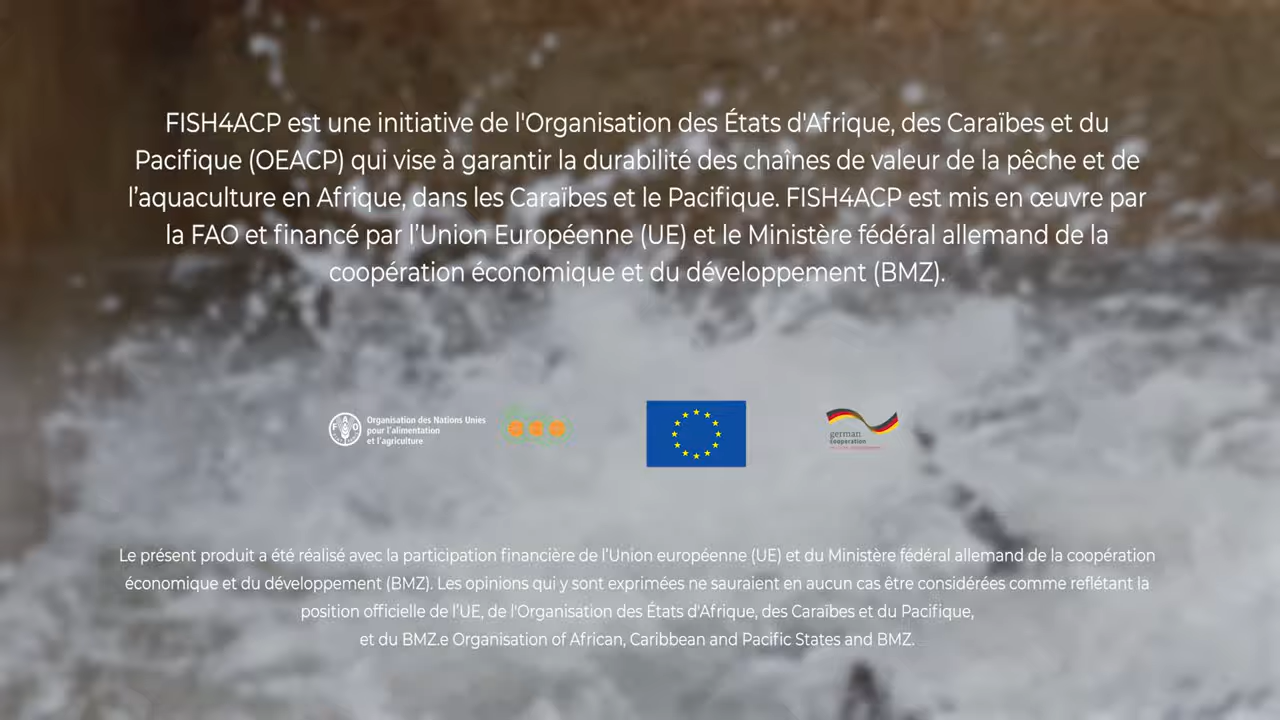 FISH4ACP est une initiative de l'Organisation des États d'Afrique, des Caraïbes et du
Pacifique (OEACP) qui vise à garantir la durabilité des chaînes de valeur de la pêche et de
l’aquaculture en Afrique, dans les Caraïbes et le Pacifique. FISH4ACP est mis en œuvre par
la FAO et financé par l’Union Européenne (UE) et le Ministère fédéral allemand de la
coopération économique et du développement (BMZ).
FAO
Organisation des Nations Unies
pour l’alimentation
et l’agriculture
german
cooperation
Le présent produit a été réalisé avec la participation financière de l’Union européenne (UE) et du Ministère fédéral allemand de la coopération
économique et du développement (BMZ). Les opinions qui y sont exprimées ne sauraient en aucun cas être considérées comme reflétant la
position officielle de l’UE, de l'Organisation des États d'Afrique, des Caraïbes et du Pacifique,
et du BMZ.e Organisation of African, Caribbean and Pacific States and BMZ.